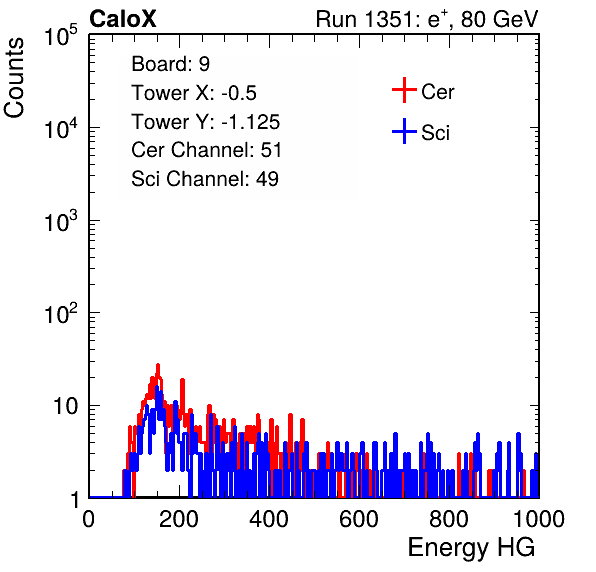 CaloX Run 1351: e⁺, 80 GeV
Counts
10⁵
10⁴
10³
10²
10
1
Board: 9
Tower X: -0.5
Tower Y: -1.125
Cer Channel: 51
Sci Channel: 49
Cer
Sci
0 200 400 600 800 1000
Energy HG